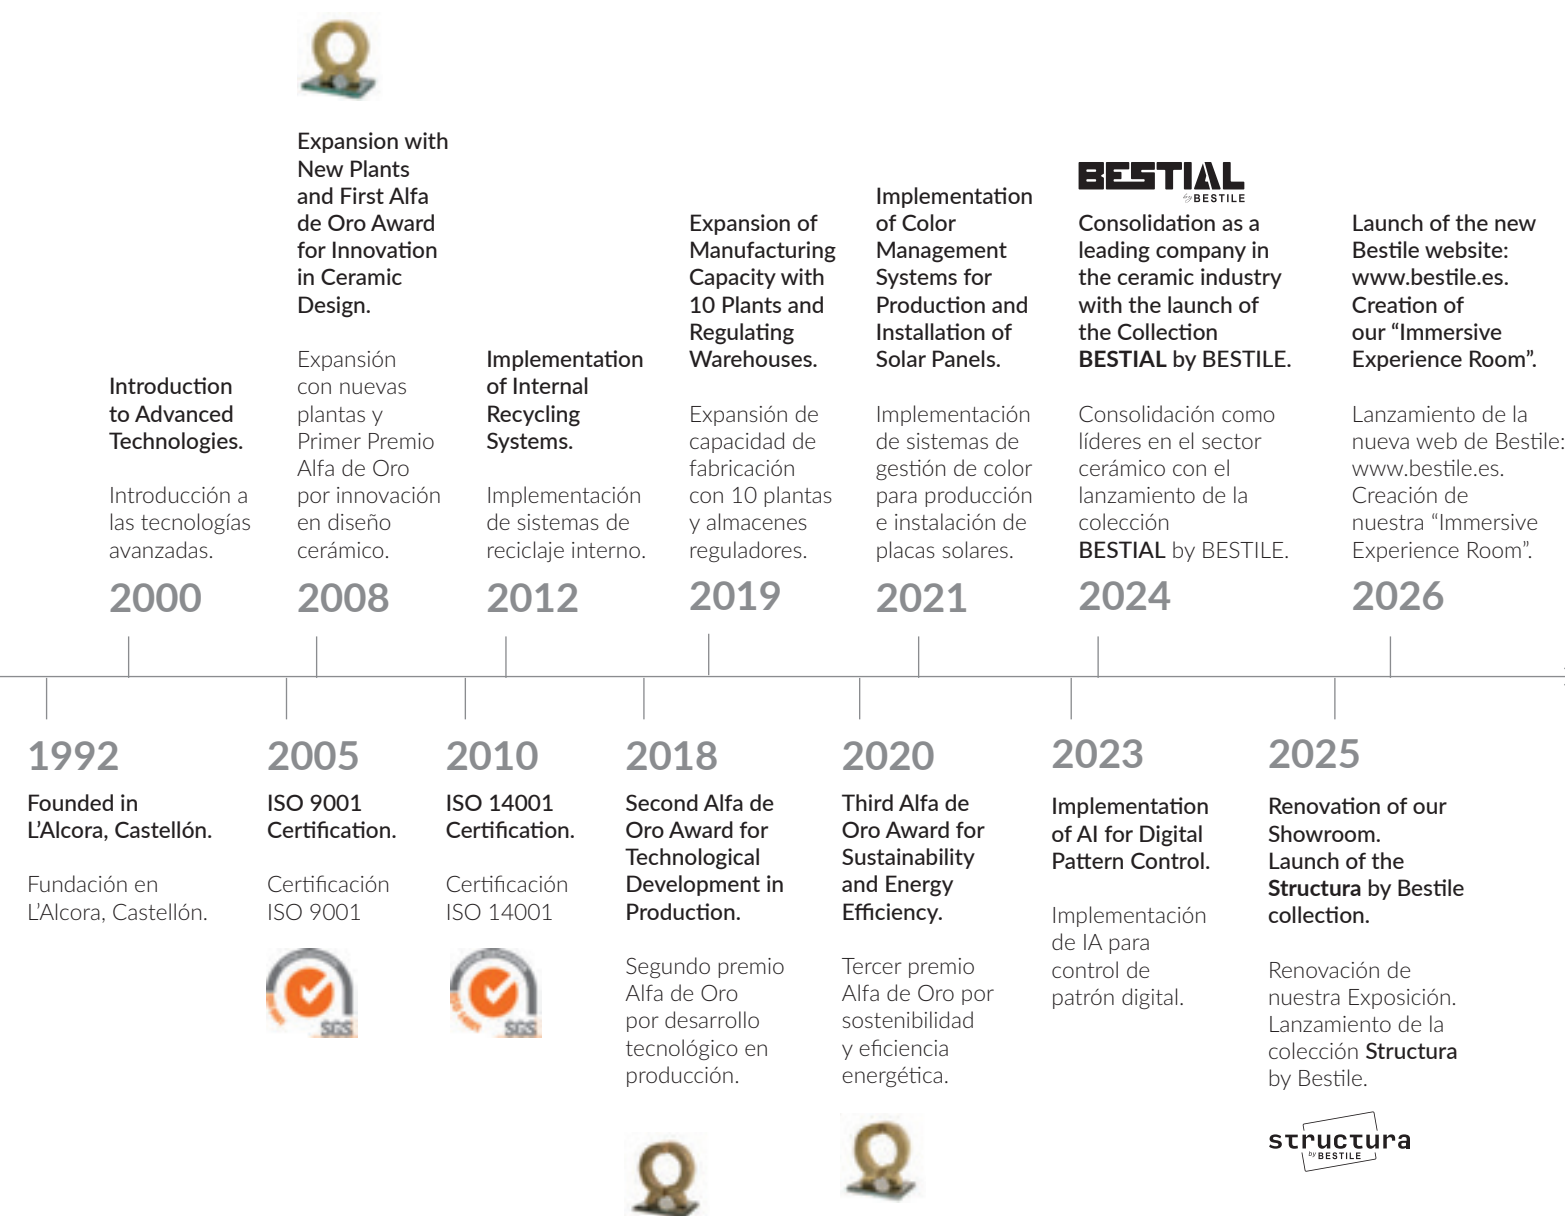 Introduction
to Advanced
Technologies.
Introducción a
las tecnologías
avanzadas.
2000
Expansion with
New Plants
and First Alfa
de Oro Award
for Innovation
in Ceramic
Design.
Expansión
con nuevas
plantas y
Primer Premio
Alfa de Oro
por innovación
en diseño
cerámico.
2008
Implementation
of Internal
Recycling
Systems.
Implementación
de sistemas de
reciclaje interno.
2012
Expansion of
Manufacturing
Capacity with
10 Plants and
Regulating
Warehouses.
Expansión de
capacidad de
fabricación
con 10 plantas
y almacenes
reguladores.
2019
Implementation
of Color
Management
Systems for
Production and
Installation of
Solar Panels.
Implementación
de sistemas de
gestión de color
para producción
e instalación de
placas solares.
2021
BESTIAL
by BESTILE
Consolidation as a
leading company in
the ceramic industry
with the launch of
the Collection
BESTIAL by BESTILE.
Consolidación como
líderes en el sector
cerámico con el
lanzamiento de la
colección
BESTIAL by BESTILE.
2024
Launch of the new
Bestile website:
www.bestile.es.
Creation of
our “Immersive
Experience Room”.
Lanzamiento de la
nueva web de Bestile:
www.bestile.es.
Creación de
nuestra “Immersive
Experience Room”.
2026
1992
Founded in
L’Alcora, Castellón.
Fundación en
L’Alcora, Castellón.
2005
ISO 9001
Certification.
Certificación
ISO 9001
SGS
2010
ISO 14001
Certification.
Certificación
ISO 14001
ISO 14001
SGS
2018
Second Alfa de
Oro Award for
Technological
Development in
Production.
Segundo premio
Alfa de Oro
por desarrollo
tecnológico en
producción.
2020
Third Alfa de
Oro Award for
Sustainability
and Energy
Efficiency.
Tercer premio
Alfa de Oro por
sostenibilidad
y eficiencia
energética.
2023
Implementation
of AI for Digital
Pattern Control.
Implementación
de IA para
control de
patrón digital.
2025
Renovation of our
Showroom.
Launch of the
Structura by Bestile
collection.
Renovación de
nuestra Exposición.
Lanzamiento de la
colección Structura
by Bestile.
structura
by BESTILE